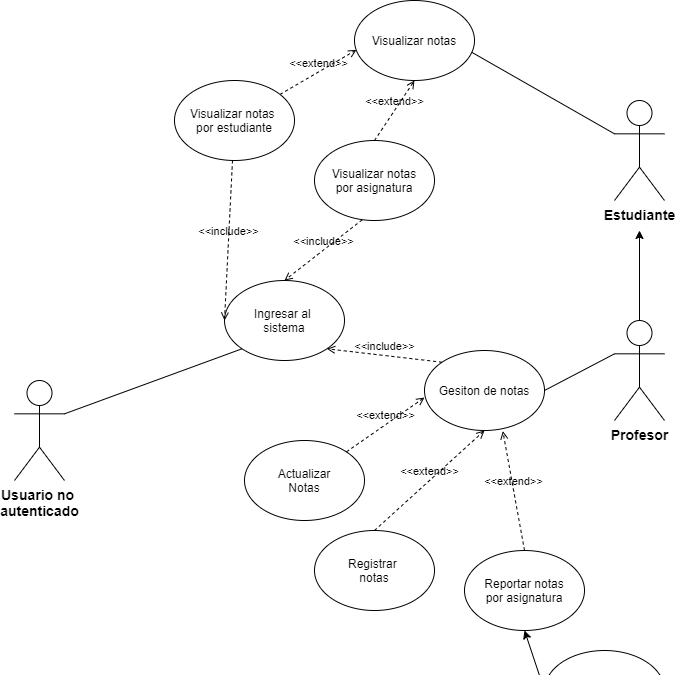 Visualizar notas
<<extend>>
<<extend>>
Visualizar notas
por estudiante
Visualizar notas
por asignatura
Estudiante
<<include>>
<<include>>
Ingresar al
sistema
<<include>>
Gesiton de notas
Profesor
<<extend>>
Usuario no
autenticado
Actualizar
Notas
<<extend>>
<<extend>>
Registrar
notas
Reportar notas
por asignatura